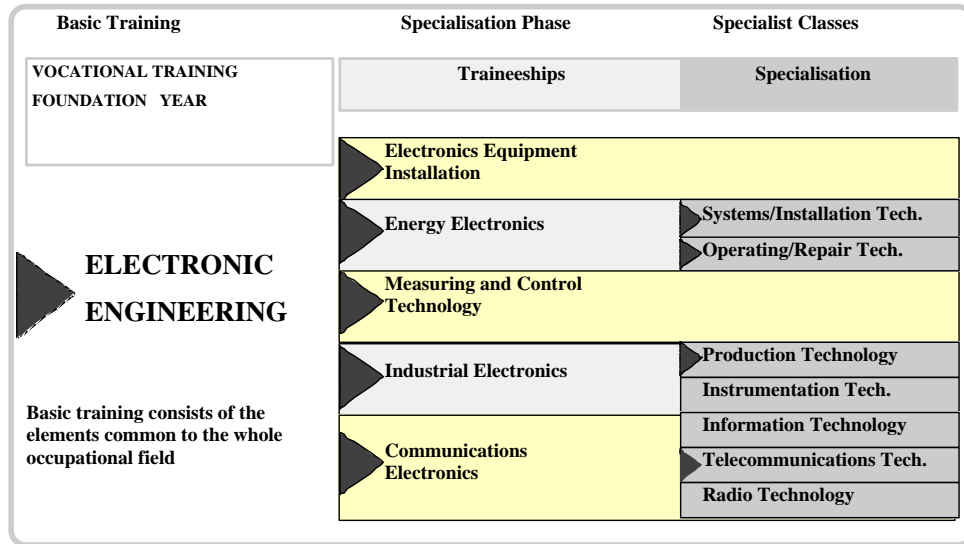 Basic Training
Specialisation Phase
Specialist Classes
VOCATIONAL TRAINING
FOUNDATION YEAR
Traineeships
Specialisation
Electronics Equipment
Installation
Energy Electronics
Systems/Installation Tech.
Operating/Repair Tech.
ELECTRONIC
ENGINEERING
Measuring and Control
Technology
Industrial Electronics
Production Technology
Instrumentation Tech.
Basic training consists of the
elements common to the whole
occupational field
Communications
Electronics
Information Technology
Telecommunications Tech.
Radio Technology